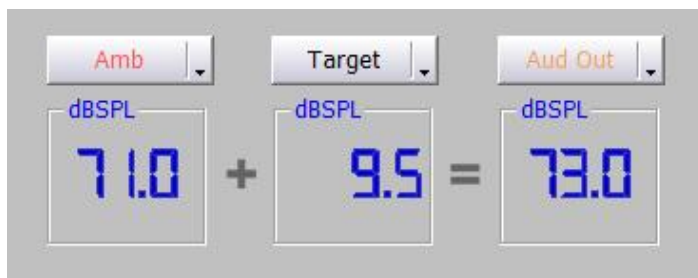 Amb Target Aud Out
dBSPL dBSPL dBSPL
71.0 + 9.5 = 73.0